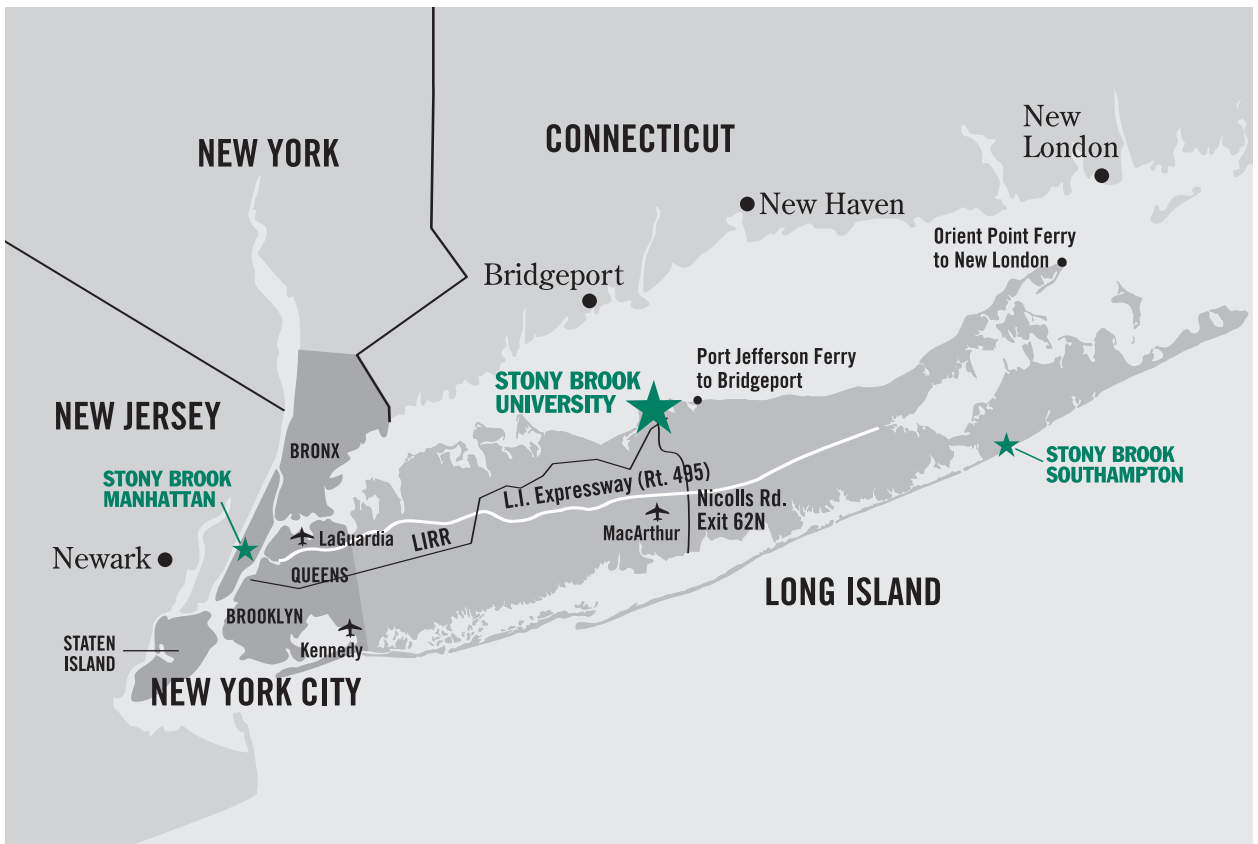 New
London
CONNECTICUT
NEW YORK
New Haven
Orient Point Ferry
to New London
Bridgeport
Port Jefferson Ferry
to Bridgeport
STONY BROOK
UNIVERSITY
NEW JERSEY
BRONX
STONY BROOK
SOUTHAMPTON
STONY BROOK
MANHATTAN
L.I. Expressway (Rt. 495)
Nicolls Rd.
Exit 62N
MacArthur
LaGuardia
LIRR
Newark
QUEENS
LONG ISLAND
BROOKLYN
Kennedy
STATEN
ISLAND
NEW YORK CITY